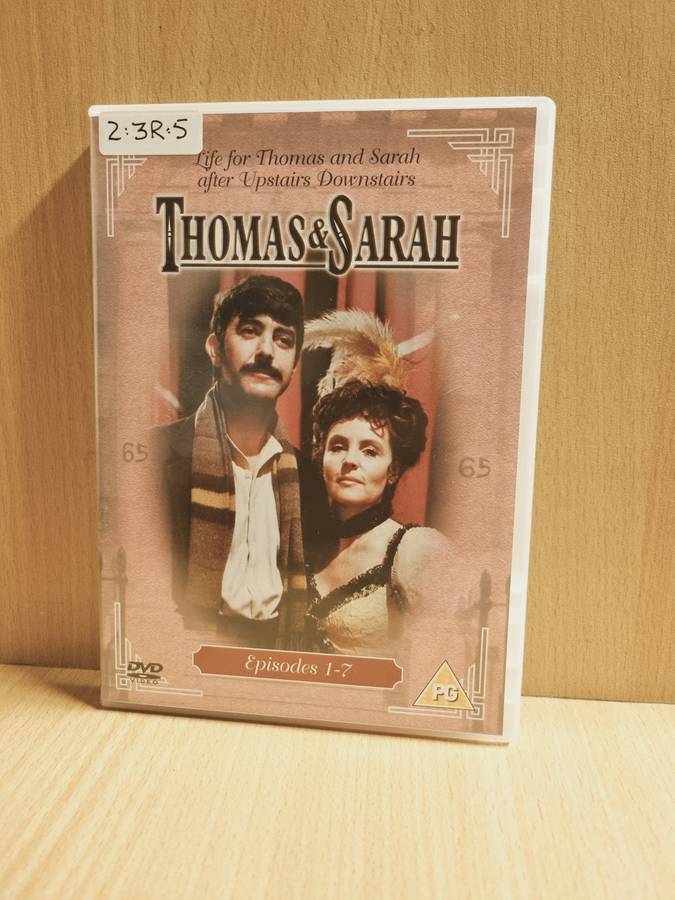 2:3R:5
Life for Thomas and Sarah
after Upstairs Downstairs
THOMAS & SARAH
65
65
Episodes 1-7
DVD
VIDEO
PG